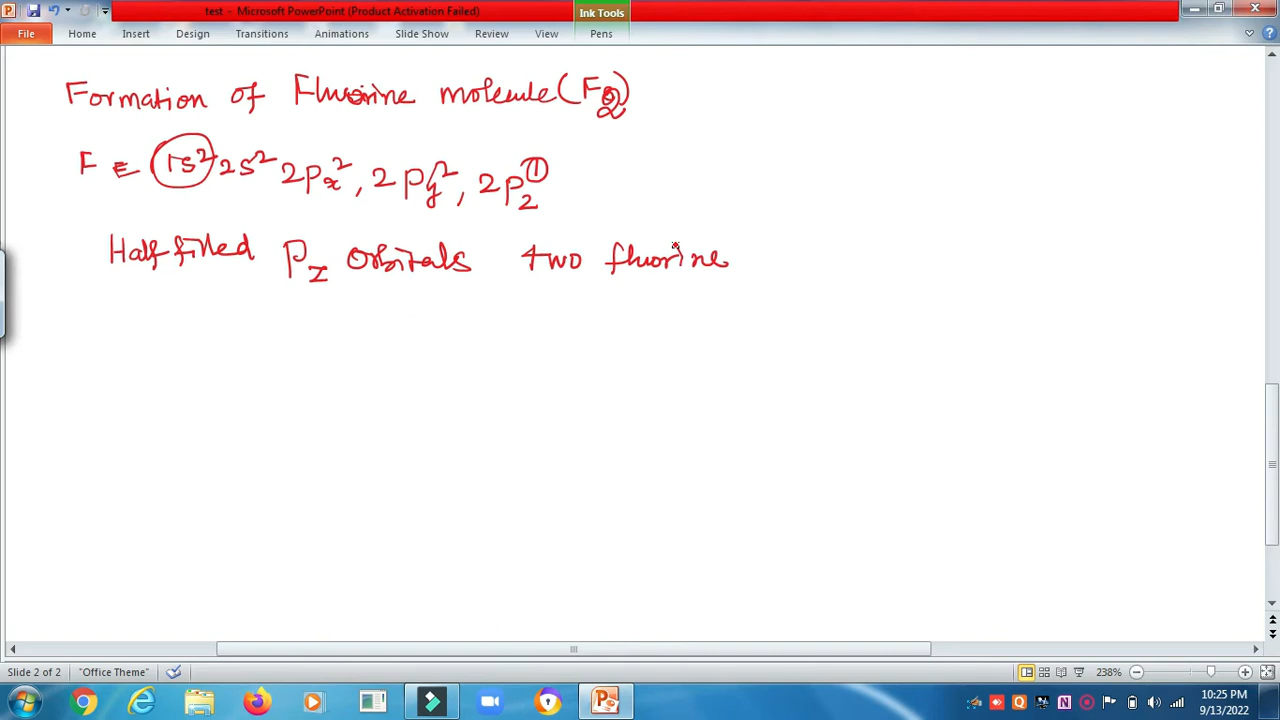 test - Microsoft PowerPoint (Product Activation Failed)
Ink Tools
File Home Insert Design Transitions Animations Slide Show Review View Pens
Formation of Fluorine molecule (F2)
F = 1s² 2s² 2px², 2py², 2pz¹
Half filled pz orbitals two fluorine
Slide 2 of 2 "Office Theme" 238%
10:25 PM
9/13/2022